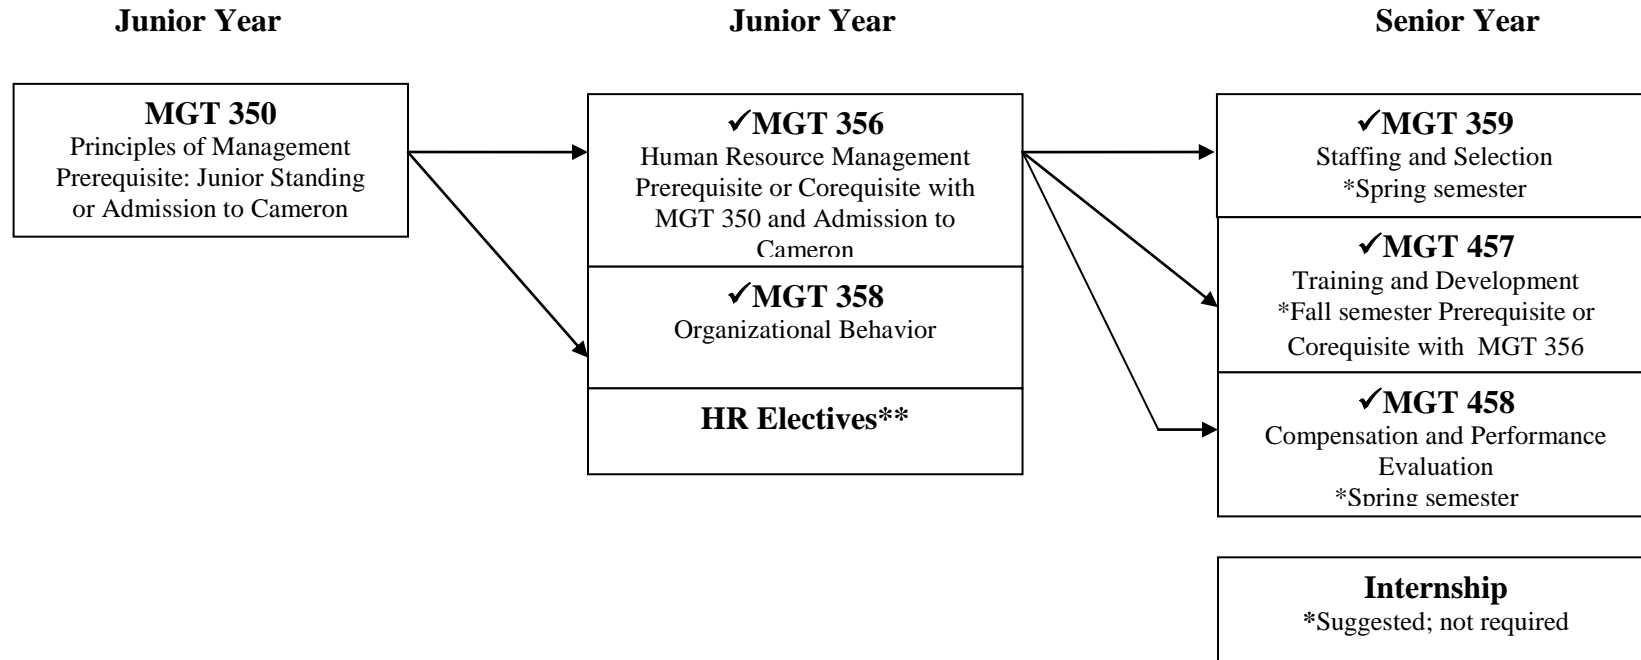 Junior Year
Junior Year
Senior Year
MGT 350
Principles of Management
Prerequisite: Junior Standing
or Admission to Cameron
✓MGT 356
Human Resource Management
Prerequisite or Corequisite with
MGT 350 and Admission to
Cameron
✓MGT 358
Organizational Behavior
HR Electives**
✓MGT 359
Staffing and Selection
*Spring semester
✓MGT 457
Training and Development
*Fall semester Prerequisite or
Corequisite with MGT 356
✓MGT 458
Compensation and Performance
Evaluation
*Spring semester
Internship
*Suggested; not required